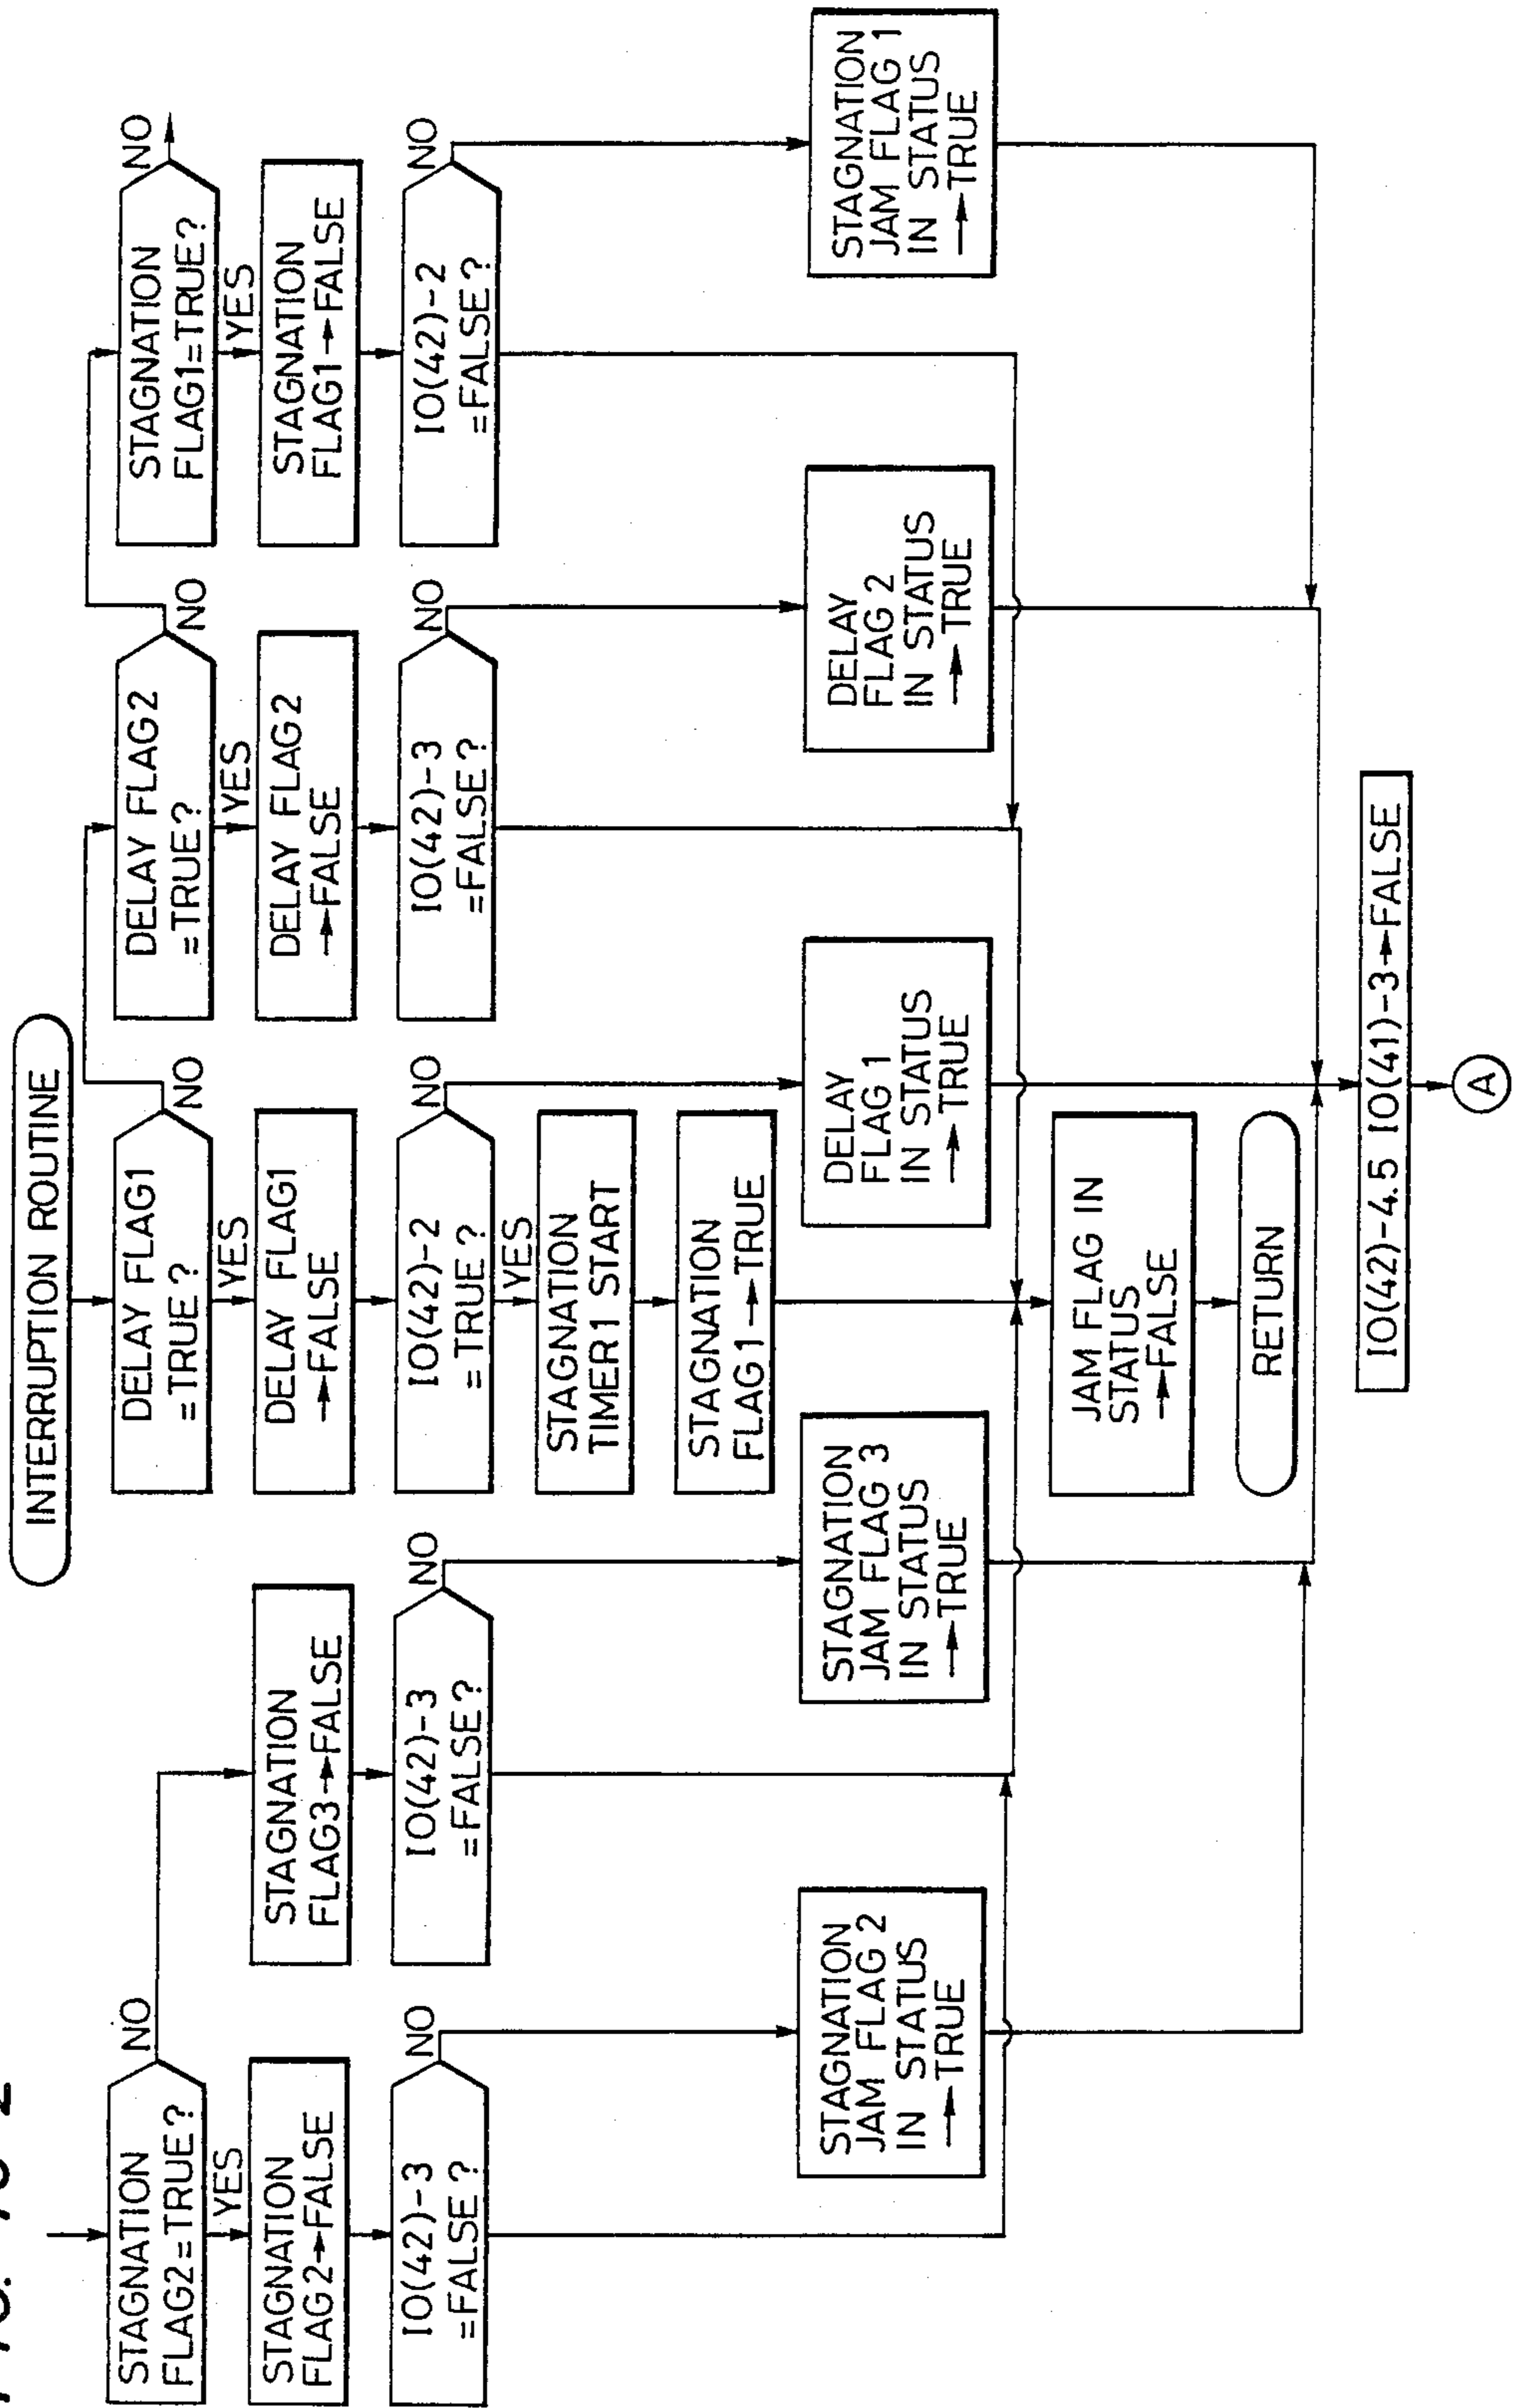 INTERRUPTION ROUTINE
STAGNATION
FLAG2=TRUE?
NO
YES
STAGNATION
FLAG2→FALSE
IO(42)-3
=FALSE?
NO
STAGNATION
JAM FLAG 2
IN STATUS
→TRUE
STAGNATION
FLAG3→FALSE
IO(42)-3
=FALSE?
NO
STAGNATION
JAM FLAG 3
IN STATUS
→TRUE
DELAY FLAG1
=TRUE?
NO
YES
DELAY FLAG1
→FALSE
IO(42)-2
=TRUE?
NO
YES
STAGNATION
TIMER1 START
STAGNATION
FLAG1→TRUE
DELAY
FLAG 1
IN STATUS
→TRUE
JAM FLAG IN
STATUS
→FALSE
RETURN
DELAY FLAG2
=TRUE?
NO
YES
DELAY FLAG2
→FALSE
IO(42)-3
=FALSE?
NO
DELAY
FLAG 2
IN STATUS
→TRUE
STAGNATION
FLAG1=TRUE?
NO
YES
STAGNATION
FLAG1→FALSE
IO(42)-2
=FALSE?
NO
STAGNATION
JAM FLAG 1
IN STATUS
→TRUE
IO(42)-4.5 IO(41)-3→FALSE
A